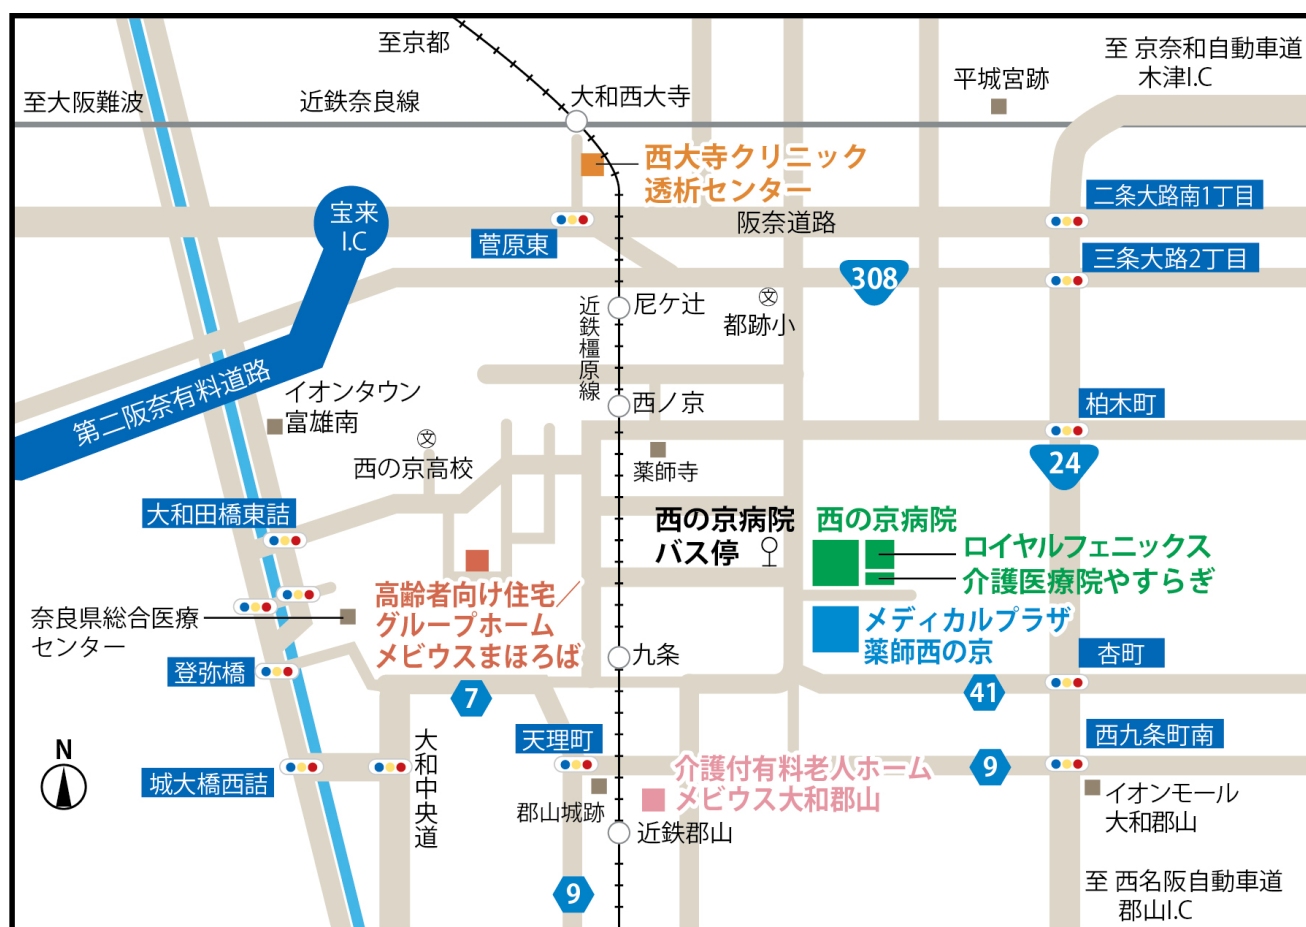 至京都
至 京奈和自動車道
木津I.C
平城宮跡
至大阪難波
近鉄奈良線
大和西大寺
西大寺クリニック
透析センター
二条大路南1丁目
宝来
I.C
阪奈道路
菅原東
三条大路2丁目
308
尼ケ辻
文
都跡小
近鉄橿原線
第二阪奈有料道路
イオンタウン
富雄南
西ノ京
柏木町
文
西の京高校
薬師寺
24
大和田橋東詰
西の京病院
バス停
西の京病院
ロイヤルフェニックス
介護医療院やすらぎ
高齢者向け住宅／
グループホーム
メビウスまほろば
奈良県総合医療
センター
メディカルプラザ
薬師西の京
九条
杏町
登弥橋
7
41
天理町
西九条町南
N
大和中央道
城大橋西詰
介護付有料老人ホーム
メビウス大和郡山
9
イオンモール
大和郡山
郡山城跡
近鉄郡山
9
至 西名阪自動車道
郡山I.C